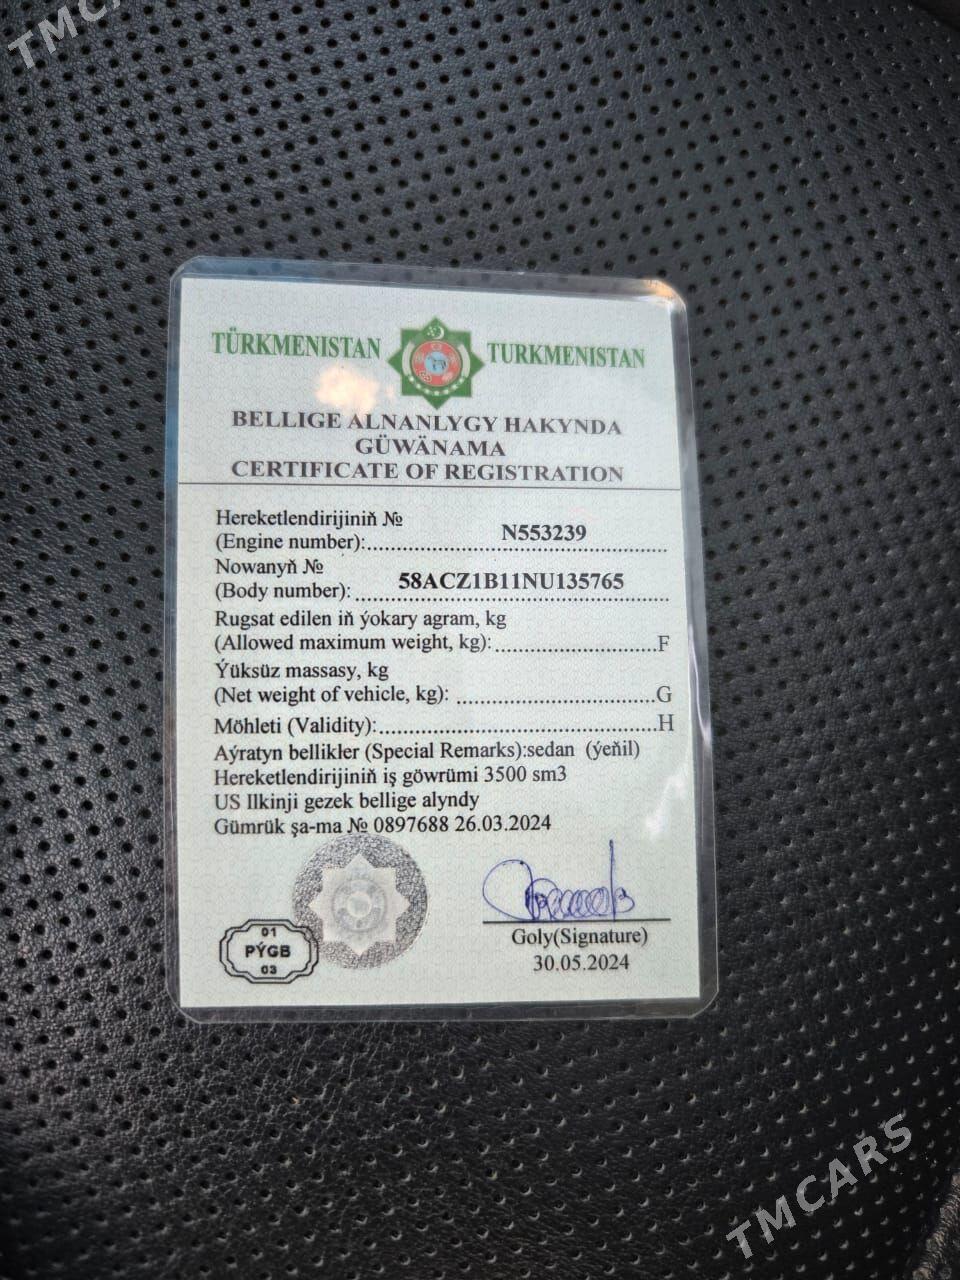 TMCARS
TÜRKMENISTAN TURKMENISTAN
BELLIGE ALNANLYGY HAKYNDA
GÜWÄNAMA
CERTIFICATE OF REGISTRATION
Hereketlendirijiniň №
(Engine number):........................N553239........................
Nowanyň №
(Body number): ........58ACZ1B11NU135765........
Rugsat edilen iň ýokary agram, kg
(Allowed maximum weight, kg):............................F
Ýüksüz massasy, kg
(Net weight of vehicle, kg): ..................................G
Möhleti (Validity):................................................H
Aýratyn bellikler (Special Remarks):sedan (ýeňil)
Hereketlendirijiniň iş göwrümi 3500 sm3
US Ilkinji gezek bellige alyndy
Gümrük şa-ma № 0897688 26.03.2024
01
PÝGB
03
Goly(Signature)
30.05.2024
TMCARS